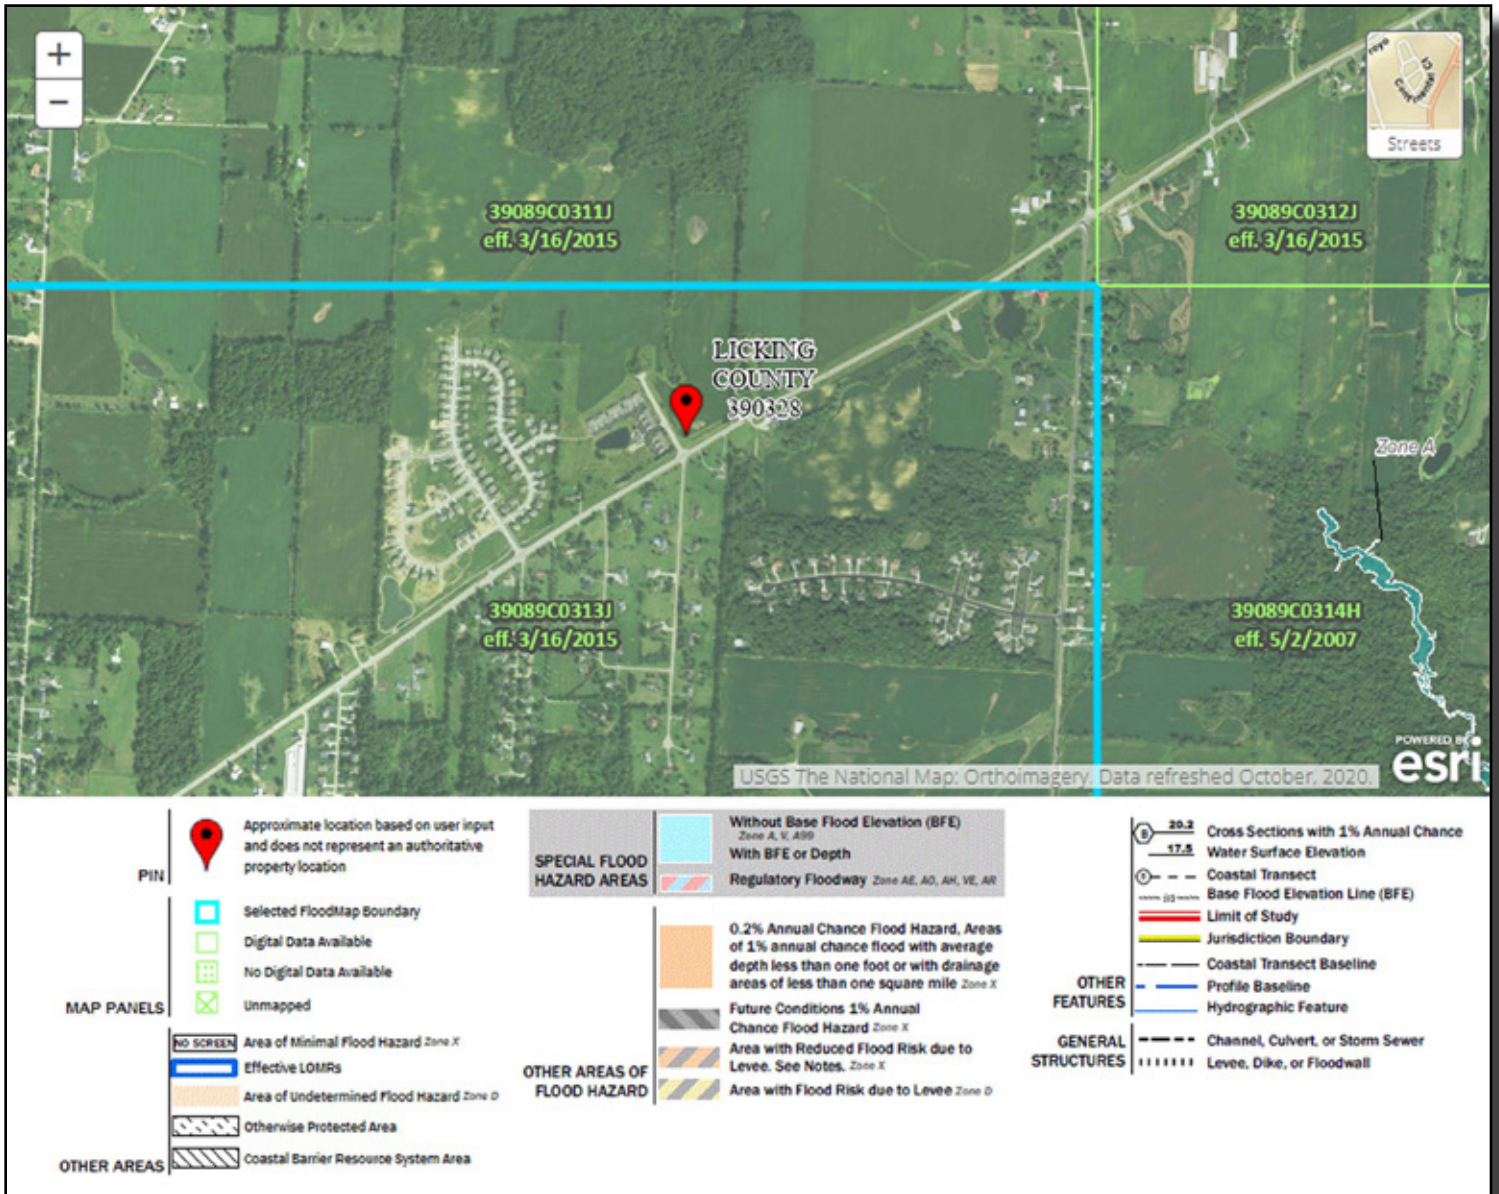 +
−
royo
Continental Ct
Streets
39089C0311J
eff. 3/16/2015
39089C0312J
eff. 3/16/2015
LICKING
COUNTY
390328
Zone A
39089C0313J
eff. 3/16/2015
39089C0314H
eff. 5/2/2007
POWERED BY
esri
USGS The National Map: Orthoimagery. Data refreshed October, 2020.
PIN
Approximate location based on user input
and does not represent an authoritative
property location
MAP PANELS
Selected FloodMap Boundary
Digital Data Available
No Digital Data Available
Unmapped
OTHER AREAS
NO SCREEN Area of Minimal Flood Hazard Zone X
Effective LOMRs
Area of Undetermined Flood Hazard Zone D
Otherwise Protected Area
Coastal Barrier Resource System Area
SPECIAL FLOOD
HAZARD AREAS
Without Base Flood Elevation (BFE)
Zone A, V, A99
With BFE or Depth
Regulatory Floodway Zone AE, AO, AH, VE, AR
OTHER AREAS OF
FLOOD HAZARD
0.2% Annual Chance Flood Hazard, Areas
of 1% annual chance flood with average
depth less than one foot or with drainage
areas of less than one square mile Zone X
Future Conditions 1% Annual
Chance Flood Hazard Zone X
Area with Reduced Flood Risk due to
Levee. See Notes. Zone X
Area with Flood Risk due to Levee Zone D
OTHER
FEATURES
B 20.2 Cross Sections with 1% Annual Chance
17.5 Water Surface Elevation
Coastal Transect
Base Flood Elevation Line (BFE)
Limit of Study
Jurisdiction Boundary
Coastal Transect Baseline
Profile Baseline
Hydrographic Feature
GENERAL
STRUCTURES
Channel, Culvert, or Storm Sewer
Levee, Dike, or Floodwall